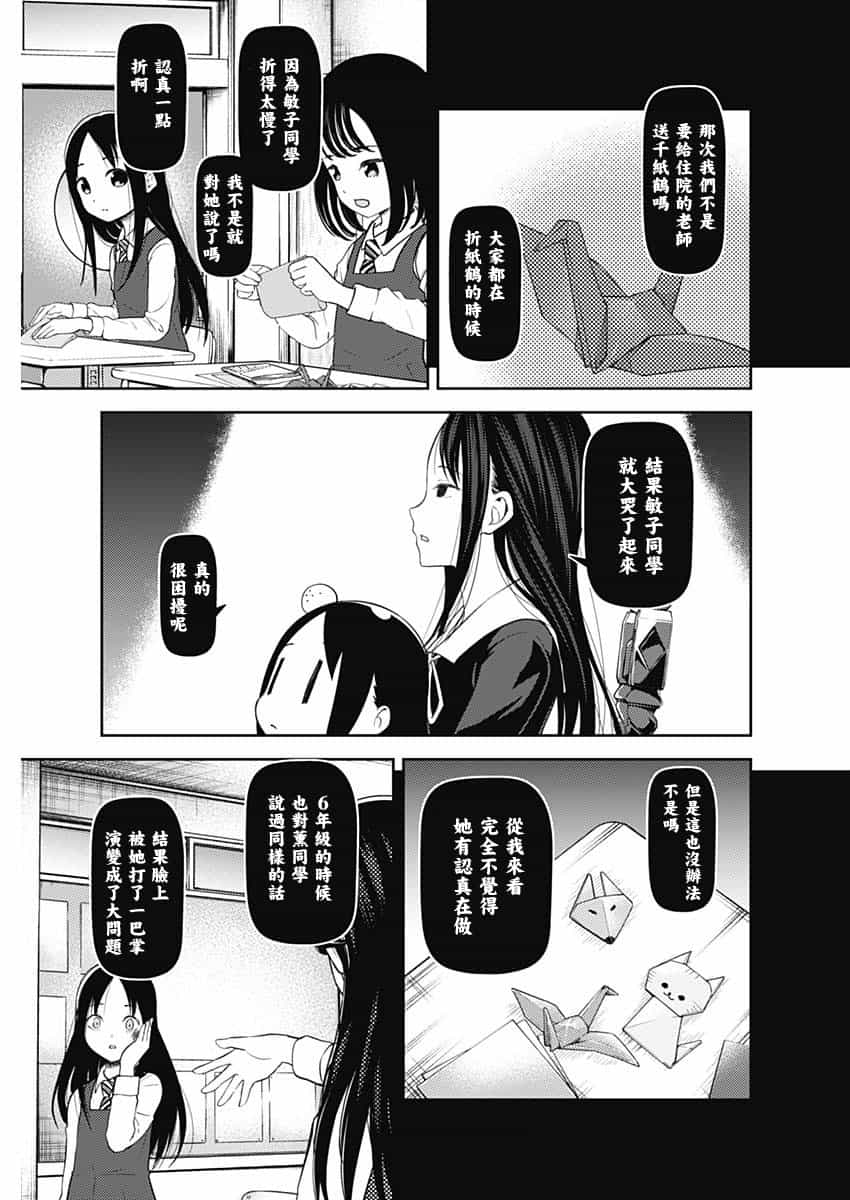 那次我們不是
要給住院的老師
送千紙鶴嗎
大家都在
折紙鶴的時候
因為敏子同學
折得太慢了
我不是就
對她說了嗎
認真一點
折啊
結果敏子同學
就大哭了起來
真的
很困擾呢
但是這也沒辦法
不是嗎
從我來看
完全不覺得
她有認真在做
6年級的時候
也對薰同學
說過同樣的話
結果臉上
被她打了一巴掌
演變成了大問題